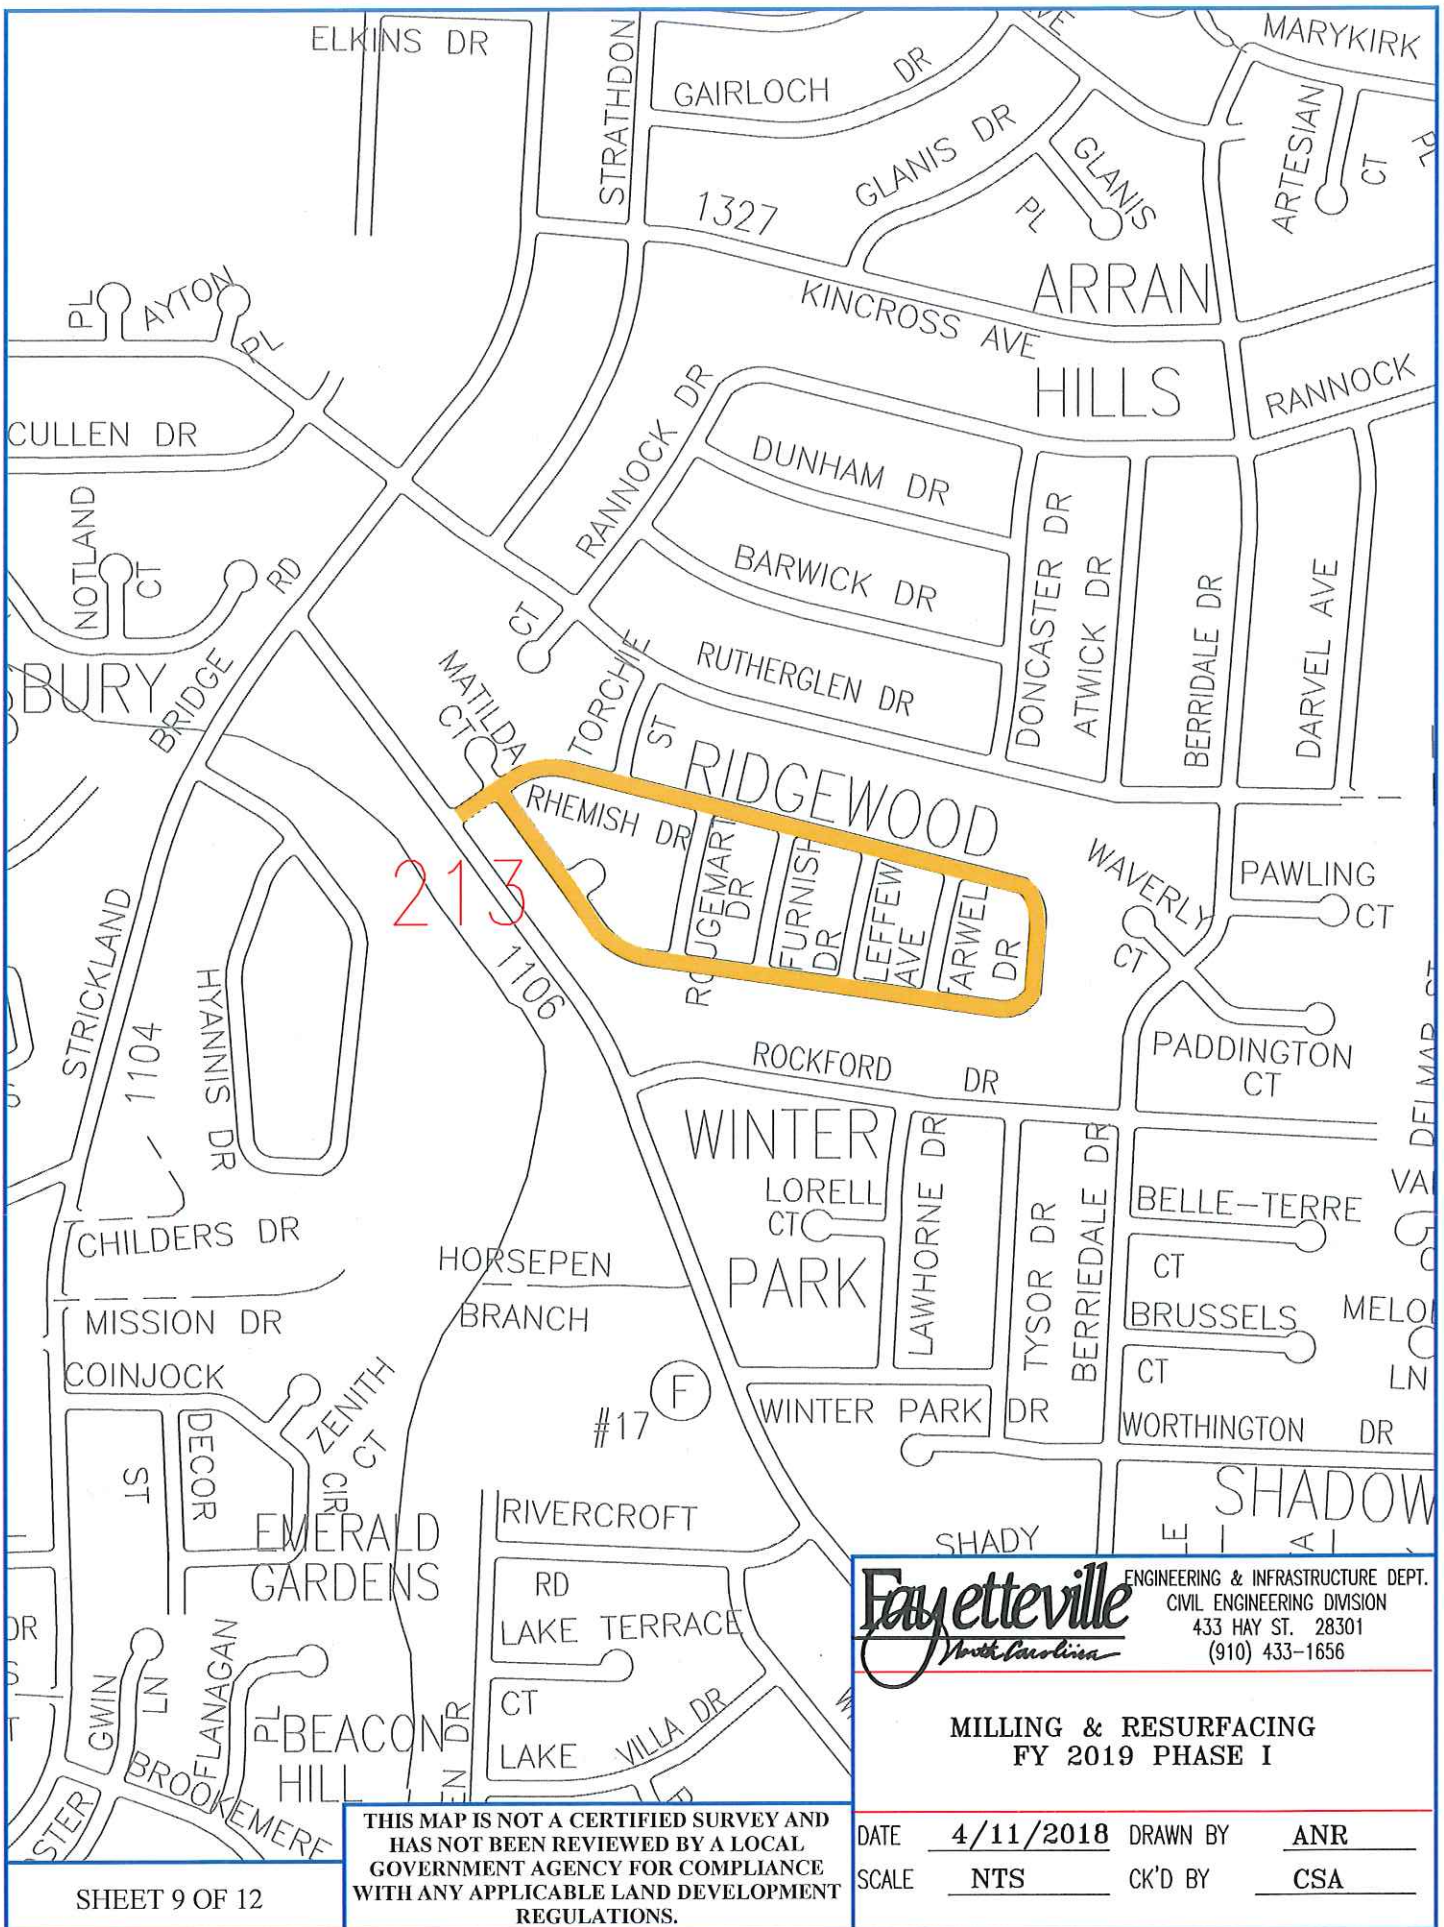 ELKINS DR
STRATHDON
GAIRLOCH DR
MARYKIRK
GLANIS DR
GLANIS
PL
ARTESIAN
CT
PL
1327
ARRAN
HILLS
KINCROSS AVE
PL
AYTON
PL
CULLEN DR
RANNOCK DR
RANNOCK
DUNHAM DR
BARWICK DR
RUTHERGLEN DR
DONCASTER DR
ATWICK DR
BERRIDALE DR
DARVEL AVE
NOTLAND
CT
RD
BRIDGE
STRICKLAND
CT
MATILDA
CT
TORCHIE
ST
RIDGEWOOD
RHEMISH DR
ROUGEMART
DR
FURNISH
DR
LEFFEW
AVE
DR
WAVERLY
CT
PAWLING
CT
213
1106
1104
HYANNIS DR
PADDINGTON
CT
ROCKFORD DR
WINTER
PARK
LORELL
CT
LAWHORNE DR
TYSOR DR
BERRIEDALE DR
BELLE-TERRE
CT
BRUSSELS
CT
LN
CHILDERS DR
HORSEPEN
BRANCH
MISSION DR
COINJOCK
ST
DECOR
ZENITH
CT
CIR
#17
F
WINTER PARK DR
WORTHINGTON DR
SHADOW
SHADY
EMERALD
GARDENS
RIVERCROFT
RD
LAKE TERRACE
CT
LAKE
VILLA DR
GWIN
LN
FLANAGAN
PL
BEACON
HILL
BROOKEMERE
Fayetteville
North Carolina
ENGINEERING & INFRASTRUCTURE DEPT.
CIVIL ENGINEERING DIVISION
433 HAY ST. 28301
(910) 433-1656
MILLING & RESURFACING
FY 2019 PHASE I
DATE 4/11/2018 DRAWN BY ANR
SCALE NTS CK'D BY CSA
THIS MAP IS NOT A CERTIFIED SURVEY AND
HAS NOT BEEN REVIEWED BY A LOCAL
GOVERNMENT AGENCY FOR COMPLIANCE
WITH ANY APPLICABLE LAND DEVELOPMENT
REGULATIONS.
SHEET 9 OF 12